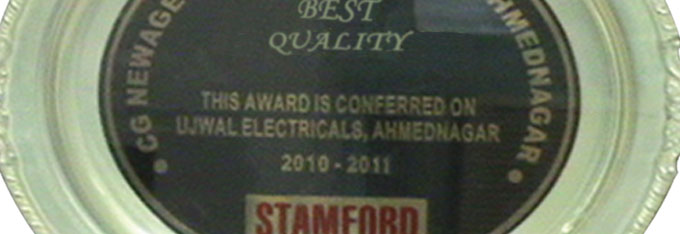 BEST
QUALITY
CG NEWAGE
AHMEDNAGAR
THIS AWARD IS CONFERRED ON
UJWAL ELECTRICALS, AHMEDNAGAR
2010 - 2011
STAMFORD